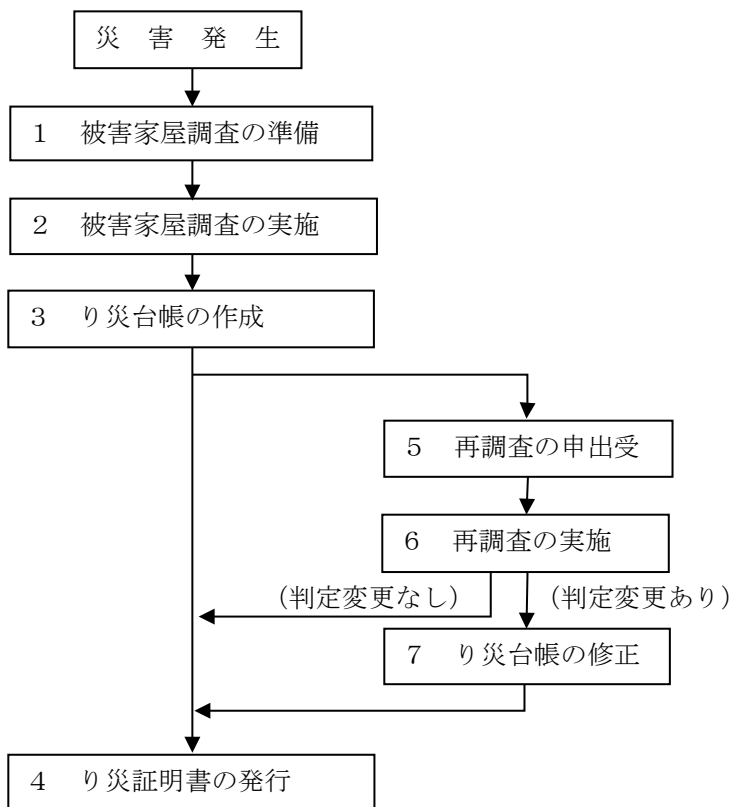 災　害　発　生
１　被害家屋調査の準備
２　被害家屋調査の実施
３　り災台帳の作成
５　再調査の申出受
６　再調査の実施
（判定変更なし）　（判定変更あり）
７　り災台帳の修正
４　り災証明書の発行